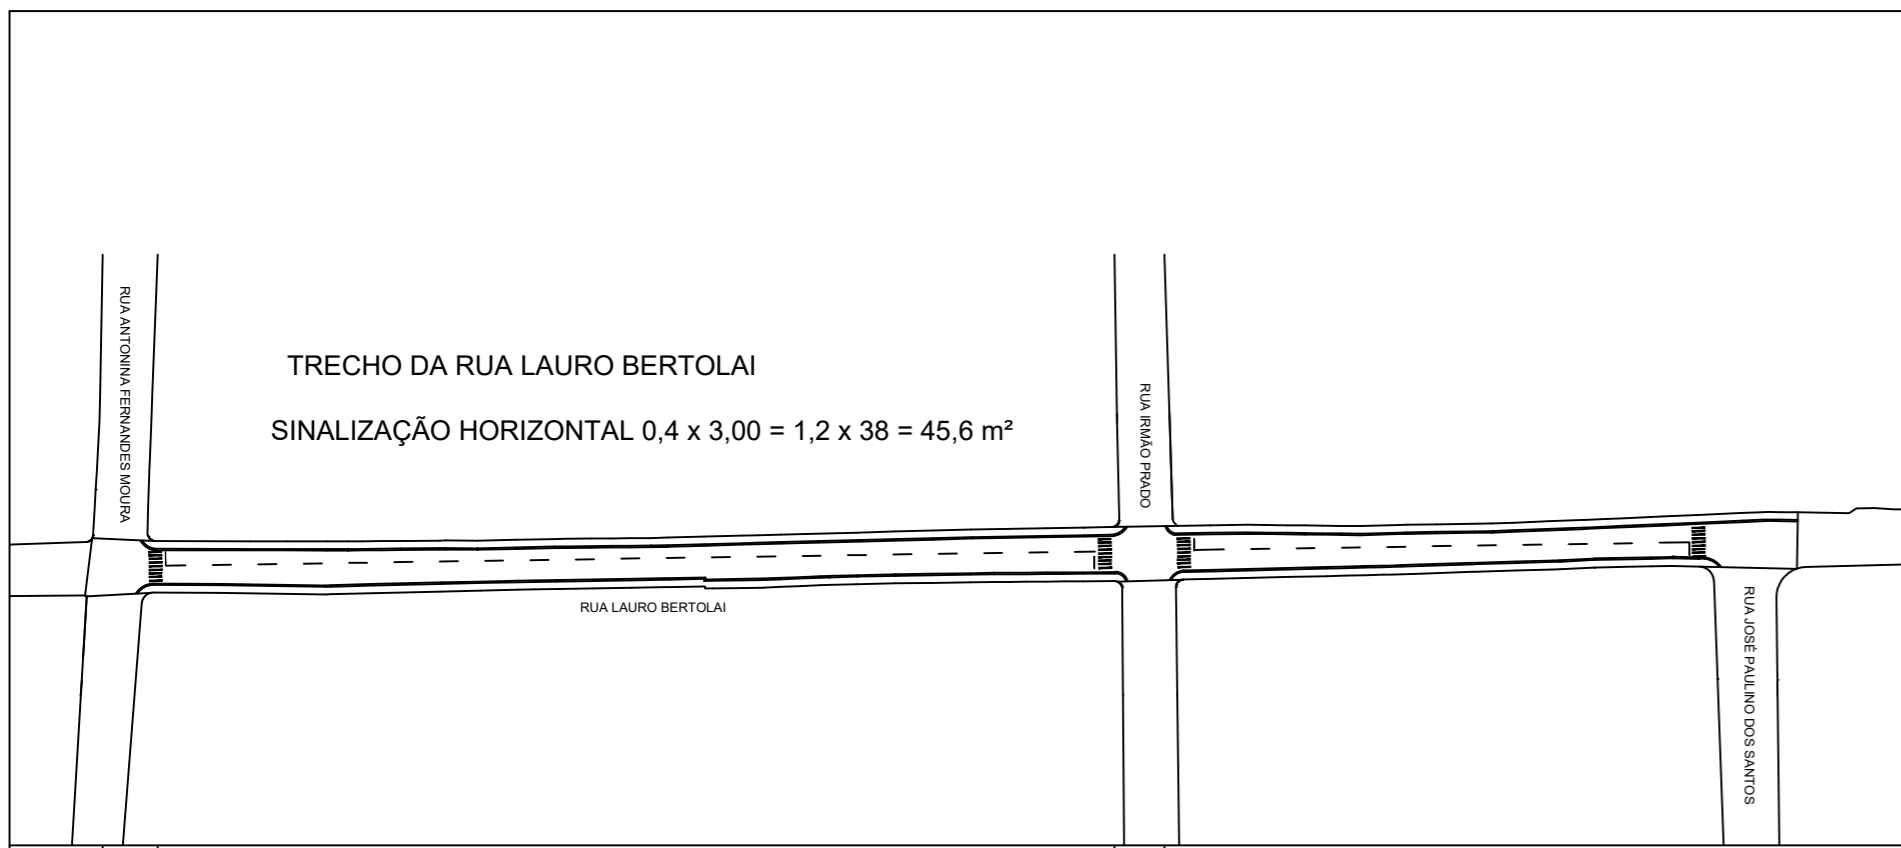 RUA ANTONINA FERNANDES MOURA
TRECHO DA RUA LAURO BERTOLAI
SINALIZAÇÃO HORIZONTAL 0,4 x 3,00 = 1,2 x 38 = 45,6 m²
RUA IRMÃO PRADO
RUA LAURO BERTOLAI
RUA JOSÉ PAULINO DOS SANTOS